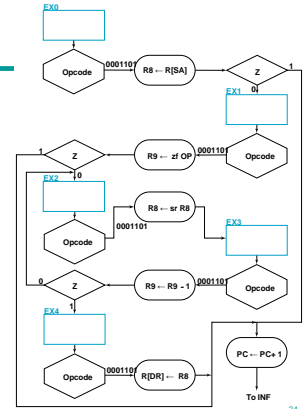 EX0
Opcode
0001101
R8 ← R[SA]
Z
1
0
EX1
Opcode
0001101
R9 ← zf OP
Z
1
0
EX2
Opcode
0001101
R8 ← sr R8
EX3
Opcode
0001101
R9 ← R9 - 1
Z
0
1
EX4
Opcode
0001101
R[DR] ← R8
PC ← PC+ 1
To INF